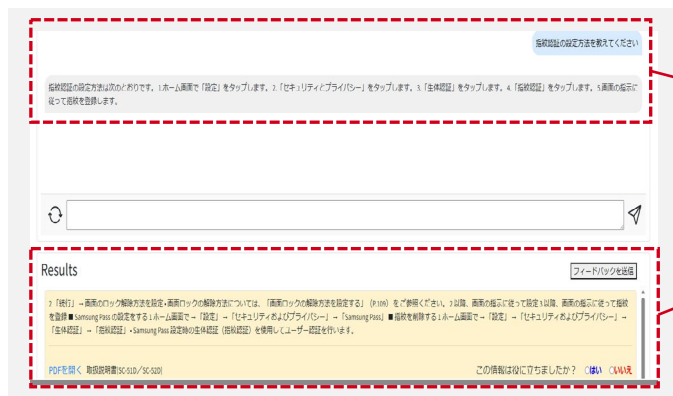 指紋認証の設定方法を教えてください
指紋認証の設定方法は次のとおりです。1.ホーム画面で「設定」をタップします。2.「セキュリティとプライバシー」をタップします。3.「生体認証」をタップします。4.「指紋認証」をタップします。5.画面の指示に
従って指紋を登録します。
Results
フィードバックを送信
2「続行」→画面のロック解除方法を設定・画面ロックの解除方法については、「画面ロックの解除方法を設定する」(P.109)をご参照ください。2以降、画面の指示に従って設定3以降、画面の指示に従って指紋
を登録■Samsung Passの設定をする1ホーム画面で→「設定」→「セキュリティおよびプライバシー」→「Samsung Pass」■指紋を削除する1ホーム画面で→「設定」→「セキュリティおよびプライバシー」→
「生体認証」→「指紋認証」・Samsung Pass設定時の生体認証(指紋認証)を使用してユーザー認証を行います。
PDFを開く 取扱説明書[SC-51D/SC-52D] この情報は役に立ちましたか? ○はい ○いいえ